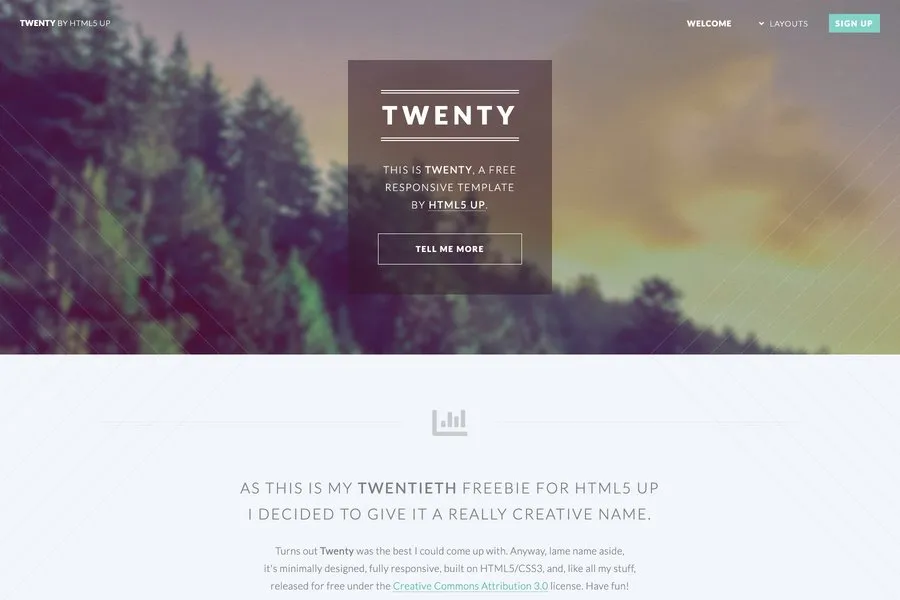 TWENTY BY HTML5 UP
WELCOME
LAYOUTS
SIGN UP
TWENTY
THIS IS TWENTY, A FREE
RESPONSIVE TEMPLATE
BY HTML5 UP.
TELL ME MORE
AS THIS IS MY TWENTIETH FREEBIE FOR HTML5 UP
I DECIDED TO GIVE IT A REALLY CREATIVE NAME.
Turns out Twenty was the best I could come up with. Anyway, lame name aside,
it's minimally designed, fully responsive, built on HTML5/CSS3, and, like all my stuff,
released for free under the Creative Commons Attribution 3.0 license. Have fun!